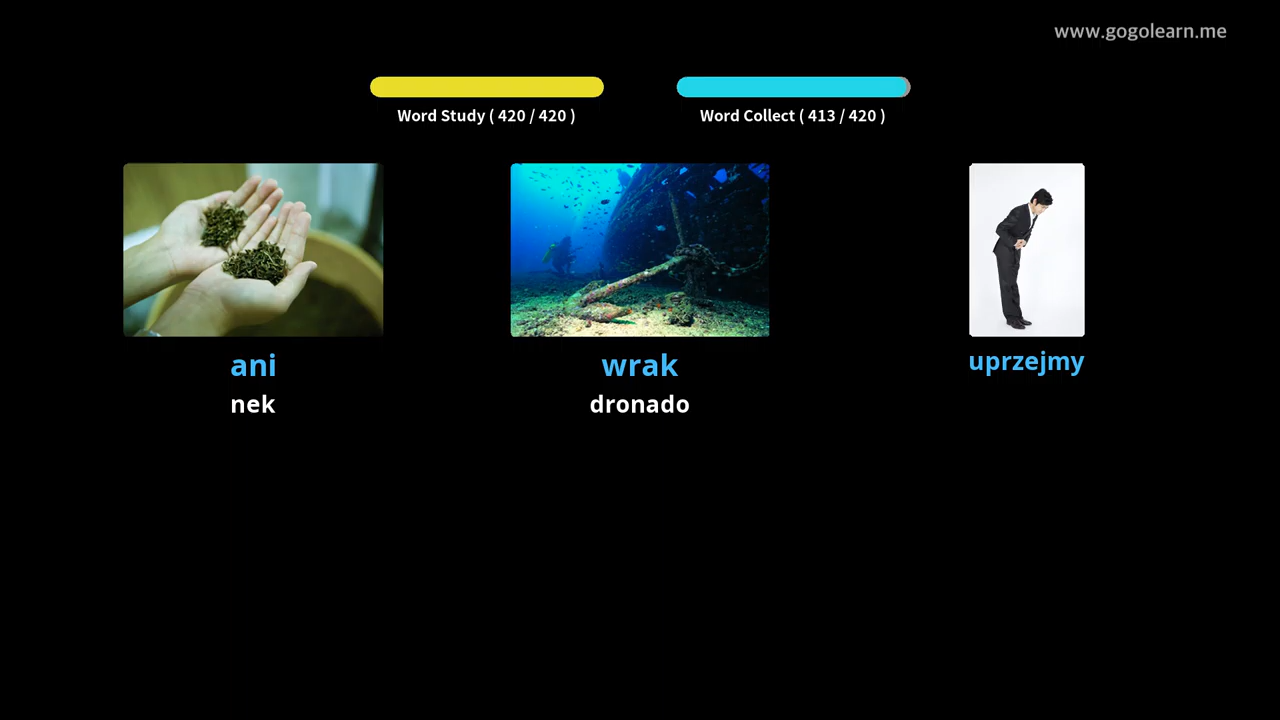 www.gogolearn.me
Word Study ( 420 / 420 )
Word Collect ( 413 / 420 )
ani
nek
wrak
dronado
uprzejmy